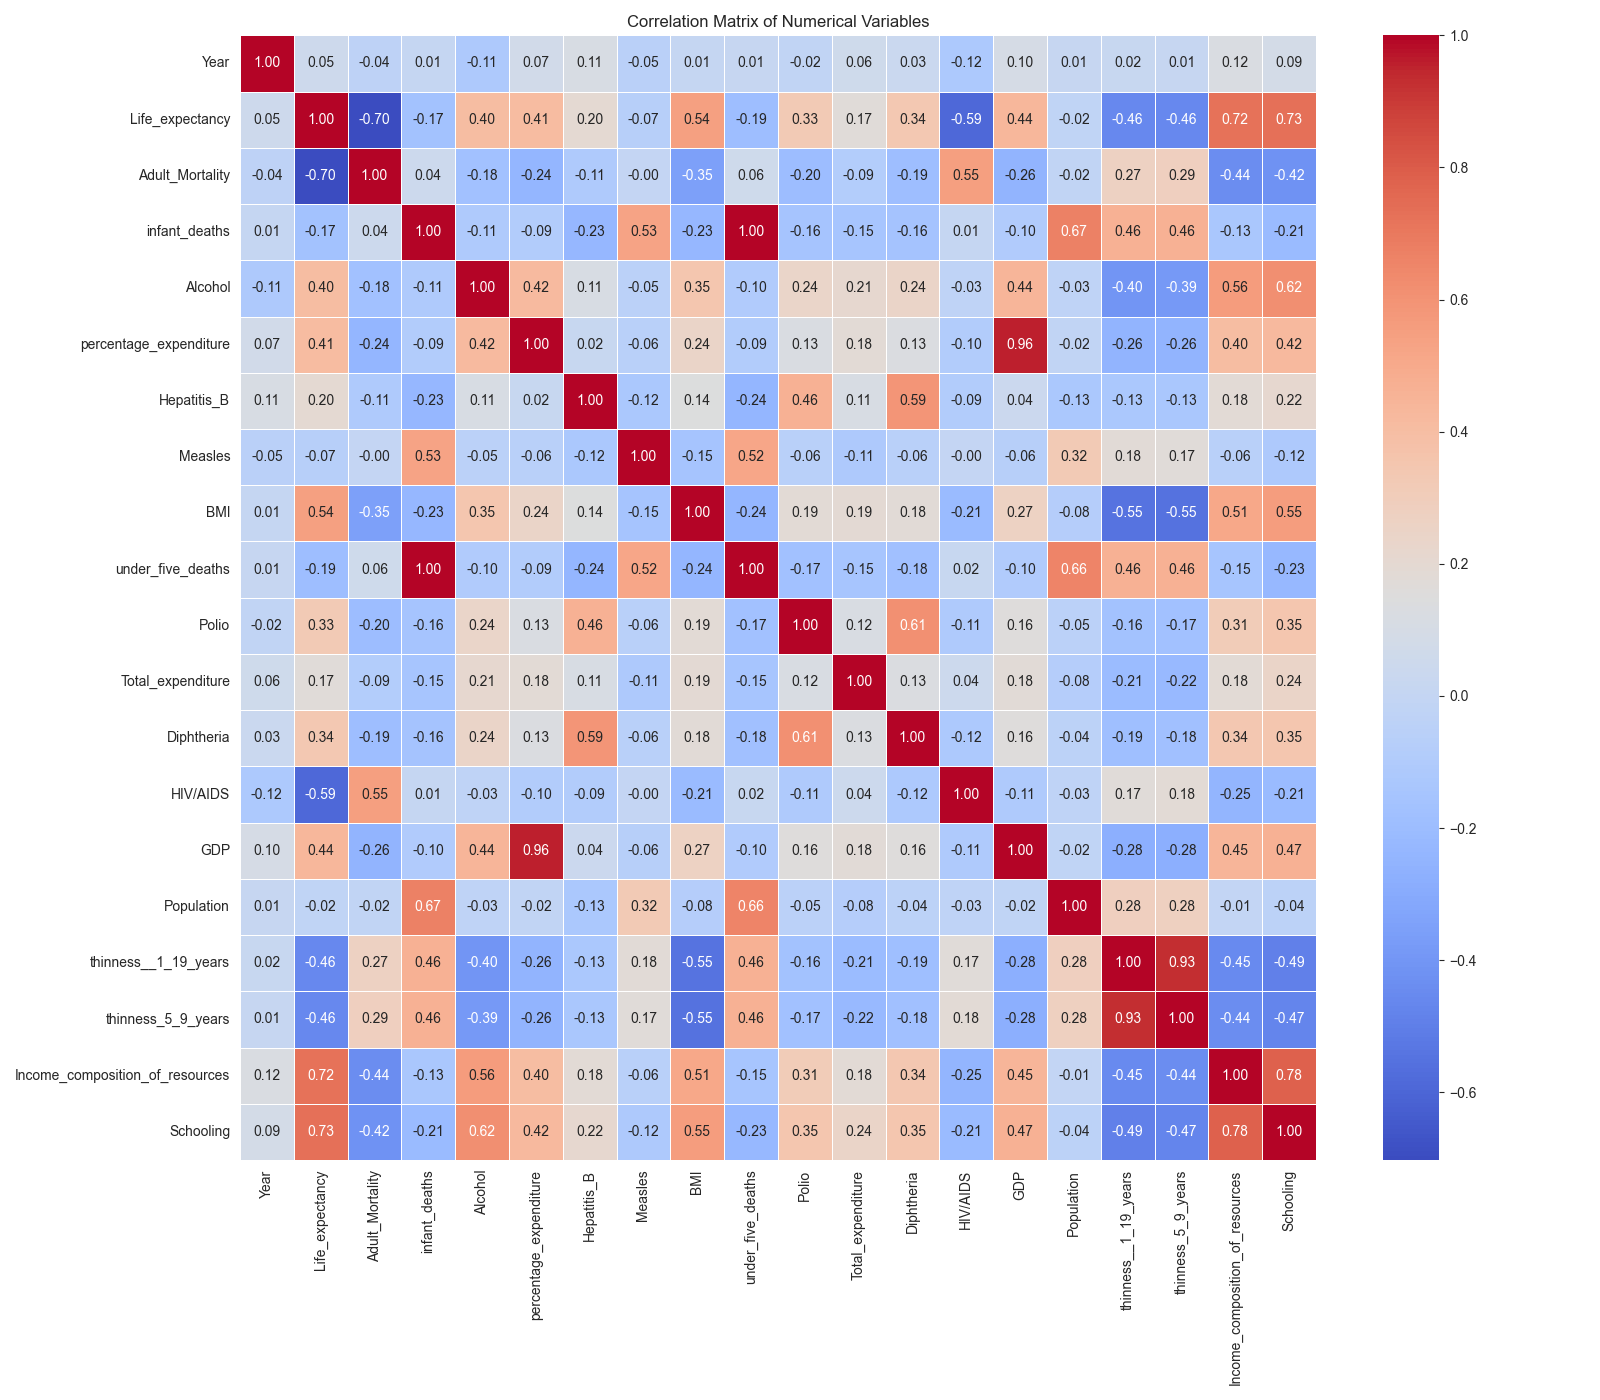 Correlation Matrix of Numerical Variables
Year 1.00 0.05 -0.04 0.01 -0.11 0.07 0.11 -0.05 0.01 0.01 -0.02 0.06 0.03 -0.12 0.10 0.01 0.02 0.01 0.12 0.09
Life_expectancy 0.05 1.00 -0.70 -0.17 0.40 0.41 0.20 -0.07 0.54 -0.19 0.33 0.17 0.34 -0.59 0.44 -0.02 -0.46 -0.46 0.72 0.73
Adult_Mortality -0.04 -0.70 1.00 0.04 -0.18 -0.24 -0.11 -0.00 -0.35 0.06 -0.20 -0.09 -0.19 0.55 -0.26 -0.02 0.27 0.29 -0.44 -0.42
infant_deaths 0.01 -0.17 0.04 1.00 -0.11 -0.09 -0.23 0.53 -0.23 1.00 -0.16 -0.15 -0.16 0.01 -0.10 0.67 0.46 0.46 -0.13 -0.21
Alcohol -0.11 0.40 -0.18 -0.11 1.00 0.42 0.11 -0.05 0.35 -0.10 0.24 0.21 0.24 -0.03 0.44 -0.03 -0.40 -0.39 0.56 0.62
percentage_expenditure 0.07 0.41 -0.24 -0.09 0.42 1.00 0.02 -0.06 0.24 -0.09 0.13 0.18 0.13 -0.10 0.96 -0.02 -0.26 -0.26 0.40 0.42
Hepatitis_B 0.11 0.20 -0.11 -0.23 0.11 0.02 1.00 -0.12 0.14 -0.24 0.46 0.11 0.59 -0.09 0.04 -0.13 -0.13 -0.13 0.18 0.22
Measles -0.05 -0.07 -0.00 0.53 -0.05 -0.06 -0.12 1.00 -0.15 0.52 -0.06 -0.11 -0.06 -0.00 -0.06 0.32 0.18 0.17 -0.06 -0.12
BMI 0.01 0.54 -0.35 -0.23 0.35 0.24 0.14 -0.15 1.00 -0.24 0.19 0.19 0.18 -0.21 0.27 -0.08 -0.55 -0.55 0.51 0.55
under_five_deaths 0.01 -0.19 0.06 1.00 -0.10 -0.09 -0.24 0.52 -0.24 1.00 -0.17 -0.15 -0.18 0.02 -0.10 0.66 0.46 0.46 -0.15 -0.23
Polio -0.02 0.33 -0.20 -0.16 0.24 0.13 0.46 -0.06 0.19 -0.17 1.00 0.12 0.61 -0.11 0.16 -0.05 -0.16 -0.17 0.31 0.35
Total_expenditure 0.06 0.17 -0.09 -0.15 0.21 0.18 0.11 -0.11 0.19 -0.15 0.12 1.00 0.13 0.04 0.18 -0.08 -0.21 -0.22 0.18 0.24
Diphtheria 0.03 0.34 -0.19 -0.16 0.24 0.13 0.59 -0.06 0.18 -0.18 0.61 0.13 1.00 -0.12 0.16 -0.04 -0.19 -0.18 0.34 0.35
HIV/AIDS -0.12 -0.59 0.55 0.01 -0.03 -0.10 -0.09 -0.00 -0.21 0.02 -0.11 0.04 -0.12 1.00 -0.11 -0.03 0.17 0.18 -0.25 -0.21
GDP 0.10 0.44 -0.26 -0.10 0.44 0.96 0.04 -0.06 0.27 -0.10 0.16 0.18 0.16 -0.11 1.00 -0.02 -0.28 -0.28 0.45 0.47
Population 0.01 -0.02 -0.02 0.67 -0.03 -0.02 -0.13 0.32 -0.08 0.66 -0.05 -0.08 -0.04 -0.03 -0.02 1.00 0.28 0.28 -0.01 -0.04
thinness__1_19_years 0.02 -0.46 0.27 0.46 -0.40 -0.26 -0.13 0.18 -0.55 0.46 -0.16 -0.21 -0.19 0.17 -0.28 0.28 1.00 0.93 -0.45 -0.49
thinness_5_9_years 0.01 -0.46 0.29 0.46 -0.39 -0.26 -0.13 0.17 -0.55 0.46 -0.17 -0.22 -0.18 0.18 -0.28 0.28 0.93 1.00 -0.44 -0.47
Income_composition_of_resources 0.12 0.72 -0.44 -0.13 0.56 0.40 0.18 -0.06 0.51 -0.15 0.31 0.18 0.34 -0.25 0.45 -0.01 -0.45 -0.44 1.00 0.78
Schooling 0.09 0.73 -0.42 -0.21 0.62 0.42 0.22 -0.12 0.55 -0.23 0.35 0.24 0.35 -0.21 0.47 -0.04 -0.49 -0.47 0.78 1.00
Year
Life_expectancy
Adult_Mortality
infant_deaths
Alcohol
percentage_expenditure
Hepatitis_B
Measles
BMI
under_five_deaths
Polio
Total_expenditure
Diphtheria
HIV/AIDS
GDP
Population
thinness__1_19_years
thinness_5_9_years
Income_composition_of_resources
Schooling
1.0
0.8
0.6
0.4
0.2
0.0
−0.2
−0.4
−0.6